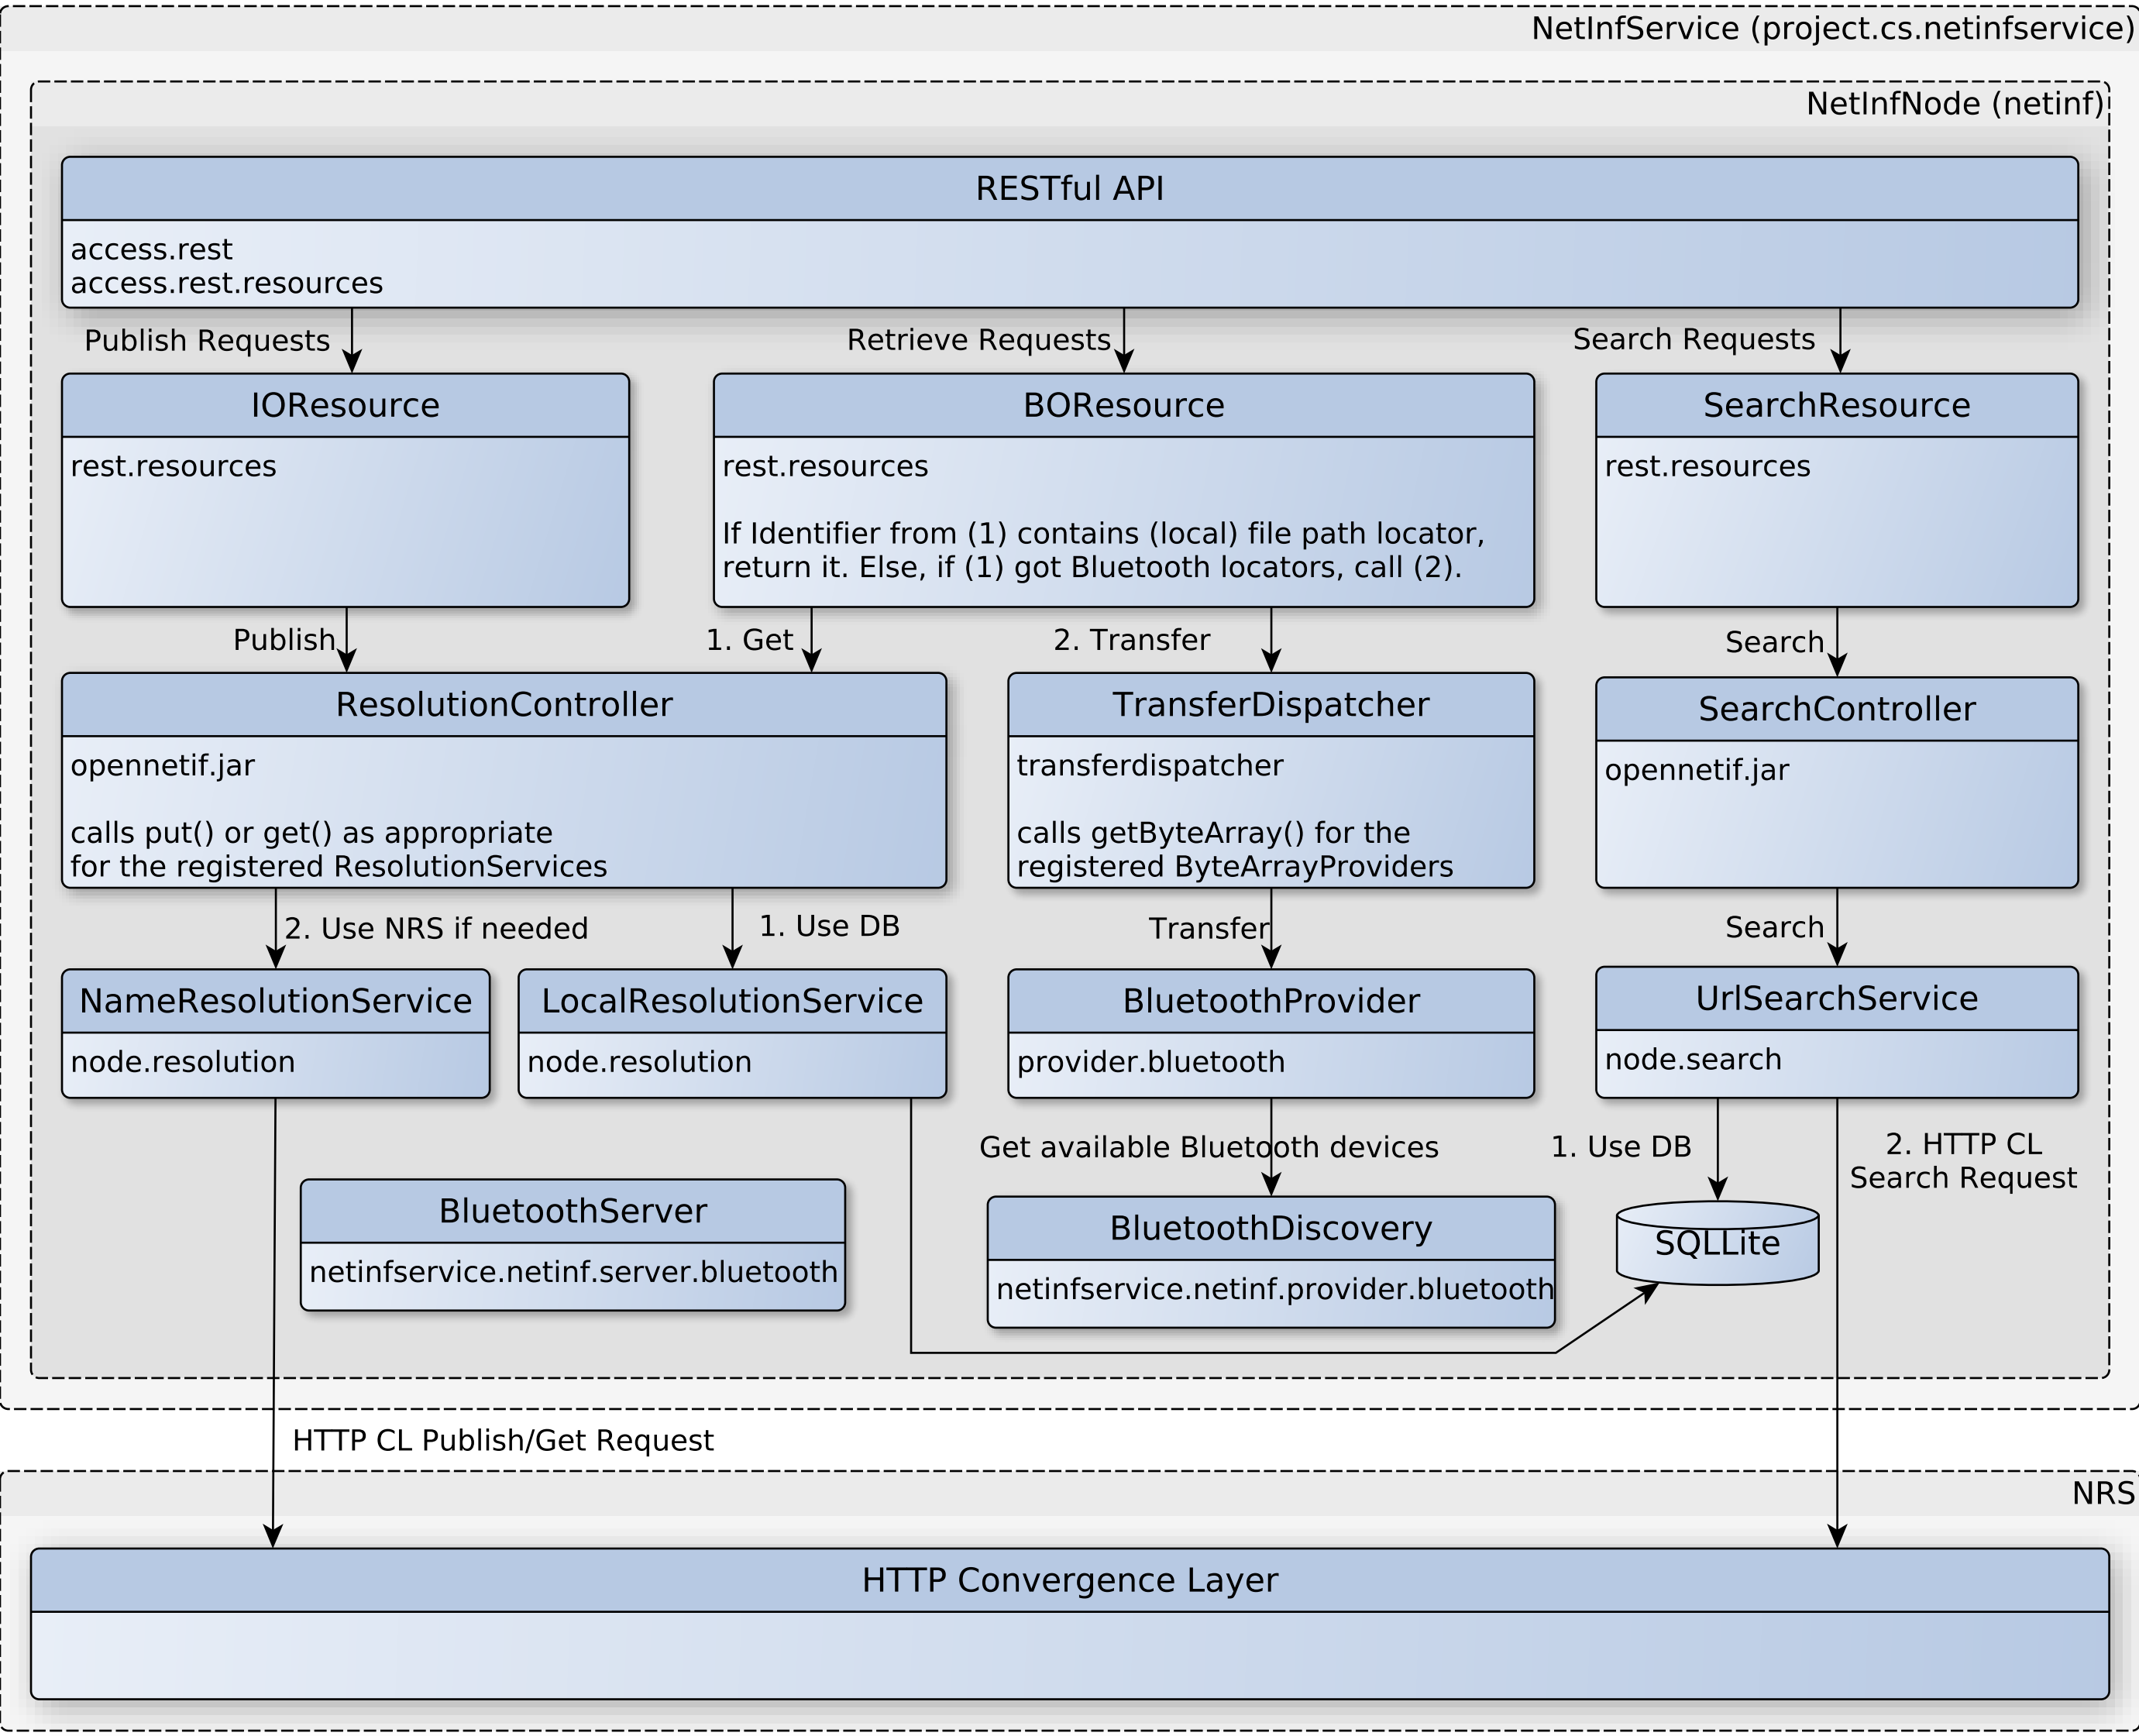 NetInfService (project.cs.netinfservice)
NetInfNode (netinf)
RESTful API
access.rest
access.rest.resources
Publish Requests
Retrieve Requests
Search Requests
IOResource
rest.resources
BOResource
rest.resources
If Identifier from (1) contains (local) file path locator,
return it. Else, if (1) got Bluetooth locators, call (2).
SearchResource
rest.resources
Publish
1. Get
2. Transfer
Search
ResolutionController
opennetif.jar
calls put() or get() as appropriate
for the registered ResolutionServices
TransferDispatcher
transferdispatcher
calls getByteArray() for the
registered ByteArrayProviders
SearchController
opennetif.jar
2. Use NRS if needed
1. Use DB
Transfer
Search
NameResolutionService
node.resolution
LocalResolutionService
node.resolution
BluetoothProvider
provider.bluetooth
UrlSearchService
node.search
Get available Bluetooth devices
1. Use DB
2. HTTP CL
Search Request
BluetoothServer
netinfservice.netinf.server.bluetooth
BluetoothDiscovery
netinfservice.netinf.provider.bluetooth
SQLLite
HTTP CL Publish/Get Request
NRS
HTTP Convergence Layer